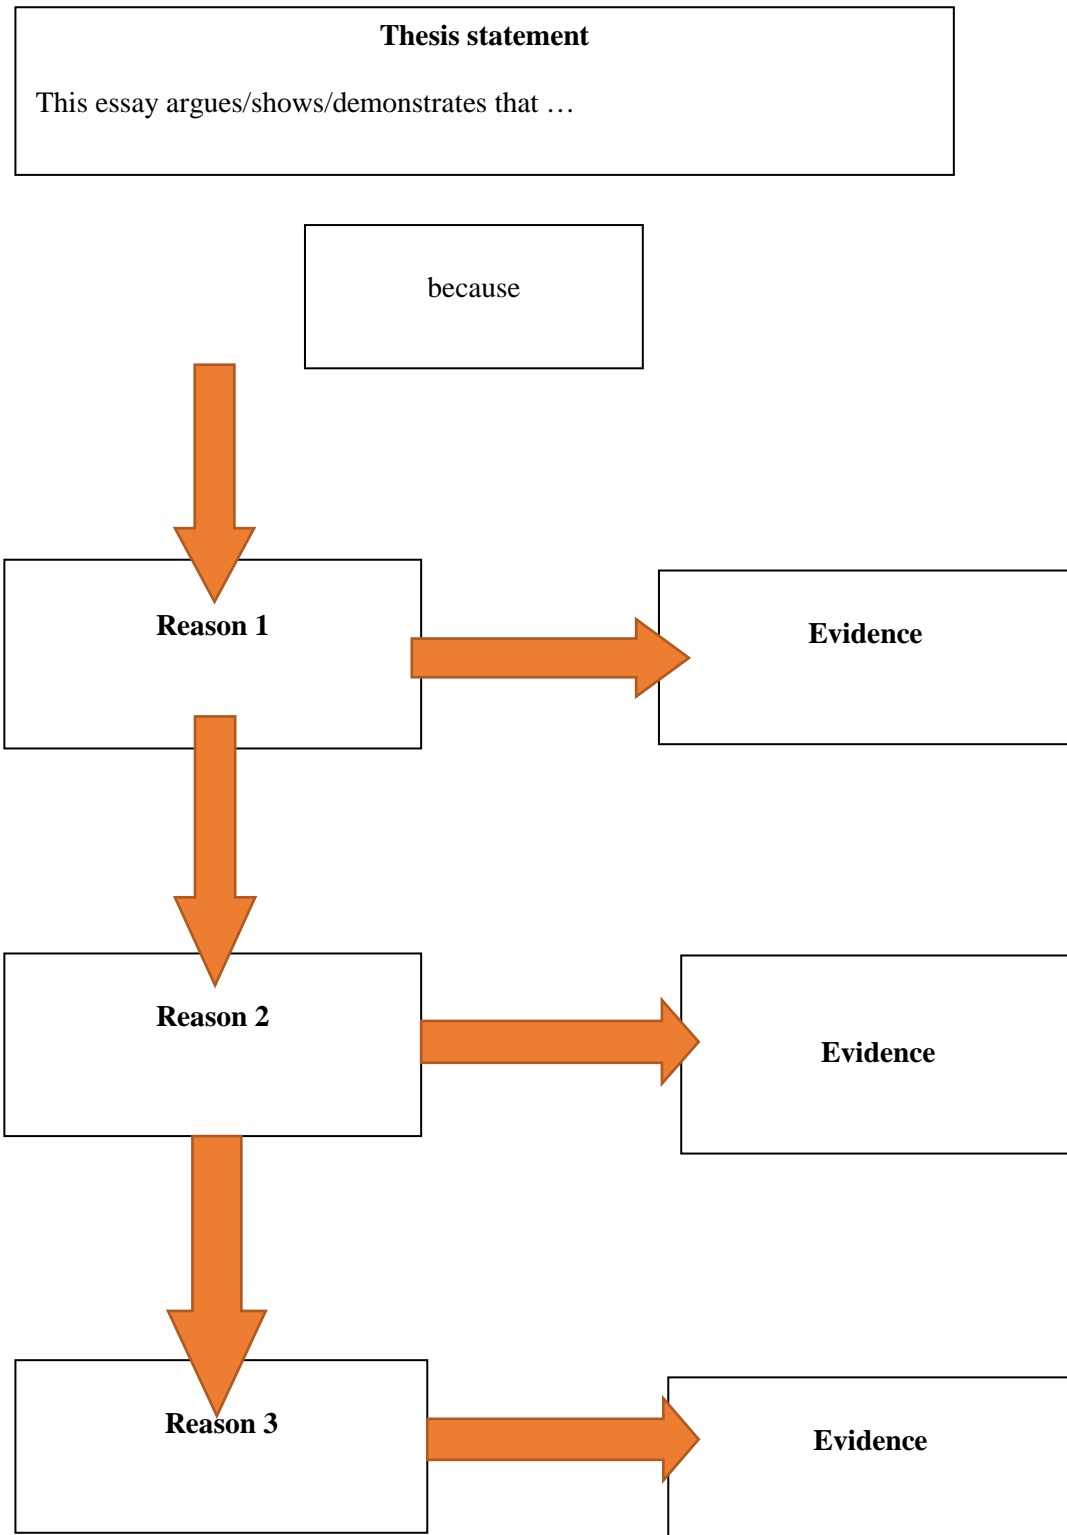 Thesis statement
This essay argues/shows/demonstrates that …
because
Reason 1
Evidence
Reason 2
Evidence
Reason 3
Evidence